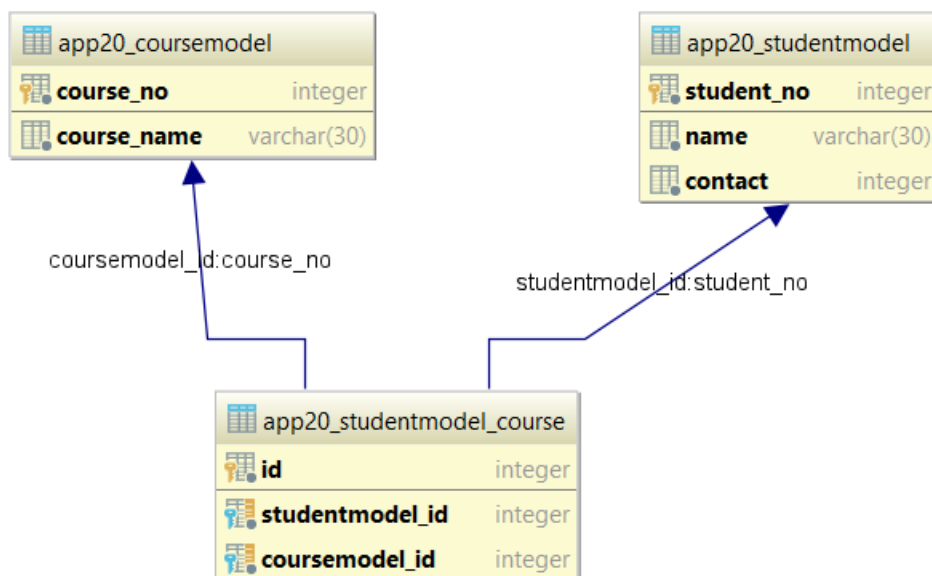 app20_coursemodel
course_no integer
course_name varchar(30)
app20_studentmodel
student_no integer
name varchar(30)
contact integer
coursemodel_id:course_no
studentmodel_id:student_no
app20_studentmodel_course
id integer
studentmodel_id integer
coursemodel_id integer